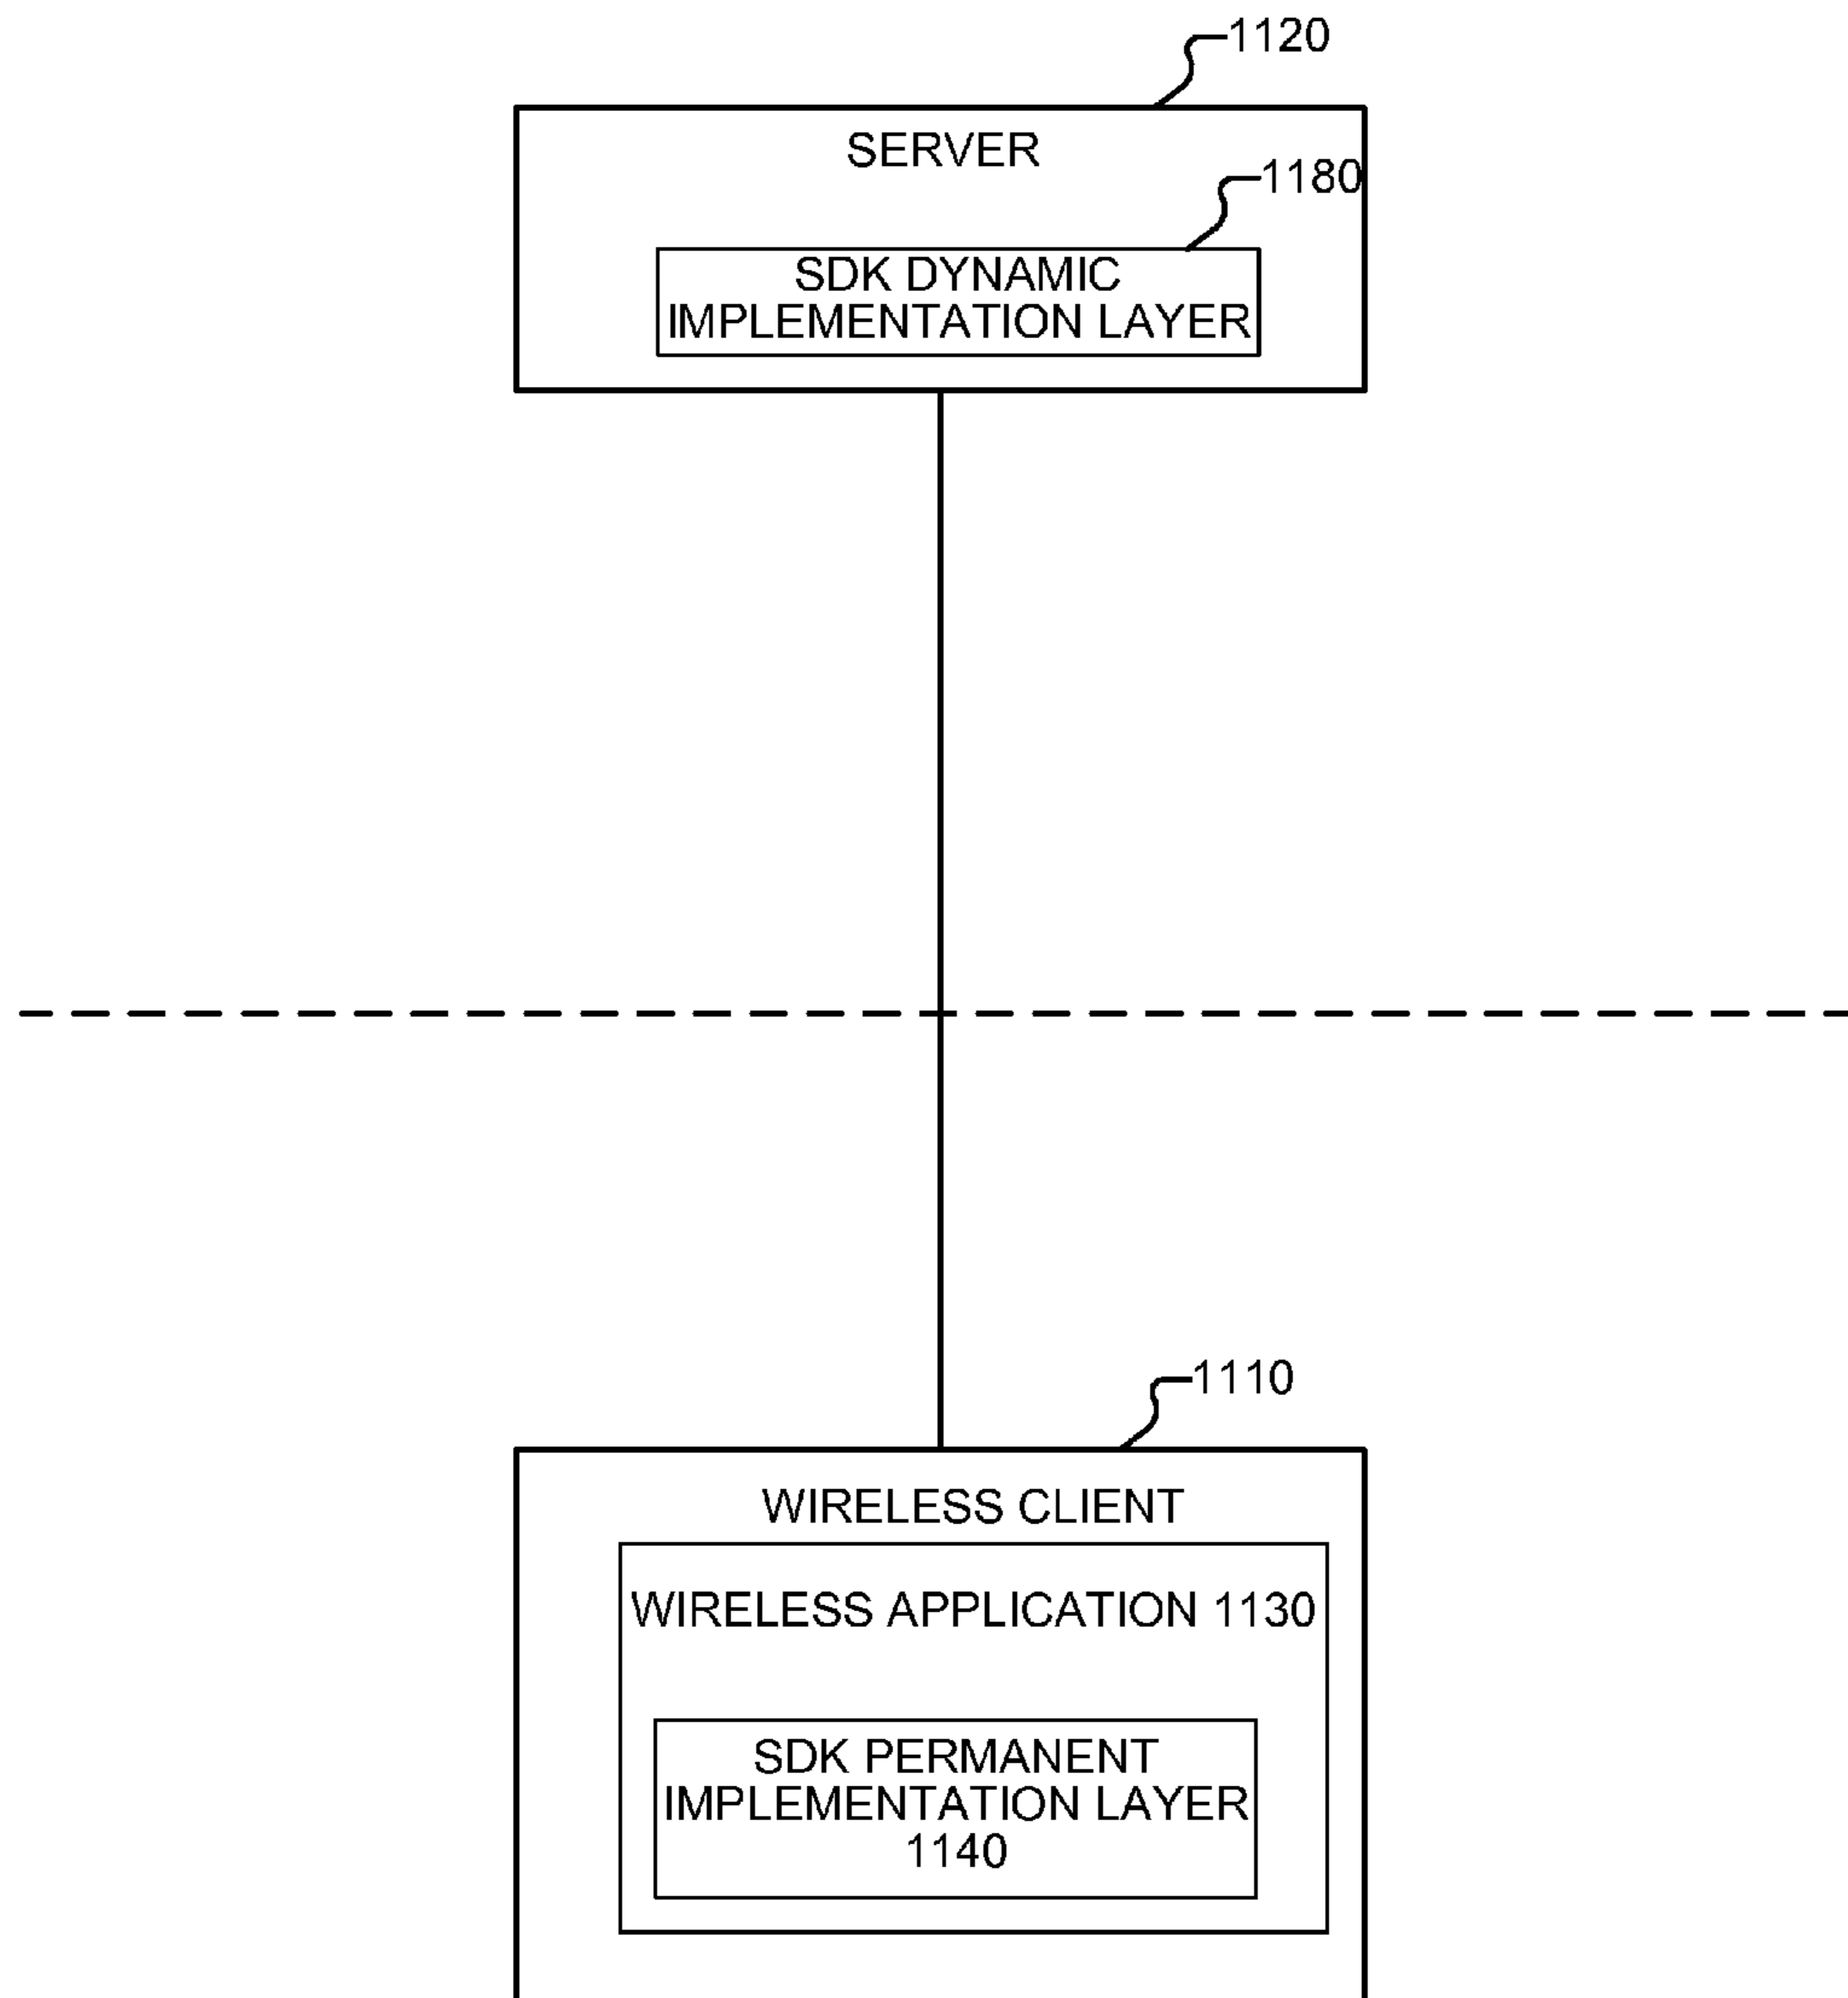 1120
SERVER
1180
SDK DYNAMIC
IMPLEMENTATION LAYER
1110
WIRELESS CLIENT
WIRELESS APPLICATION 1130
SDK PERMANENT
IMPLEMENTATION LAYER
1140